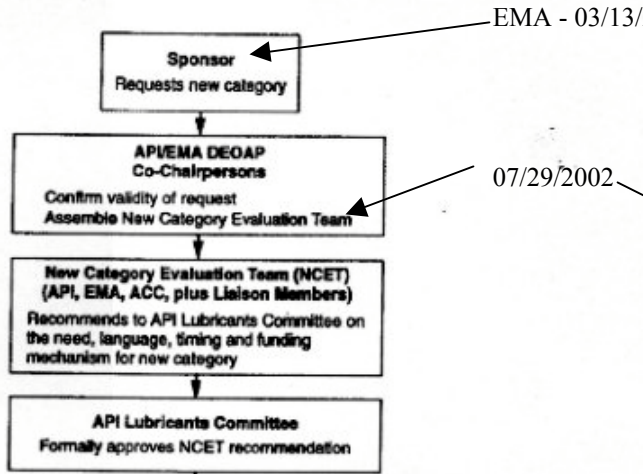 EMA - 03/13/
Sponsor
Requests new category
API/EMA DEOAP
Co-Chairpersons
Confirm validity of request
Assemble New Category Evaluation Team
07/29/2002
New Category Evaluation Team (NCET)
(API, EMA, ACC, plus Liaison Members)
Recommends to API Lubricants Committee on
the need, language, timing and funding
mechanism for new category
API Lubricants Committee
Formally approves NCET recommendation